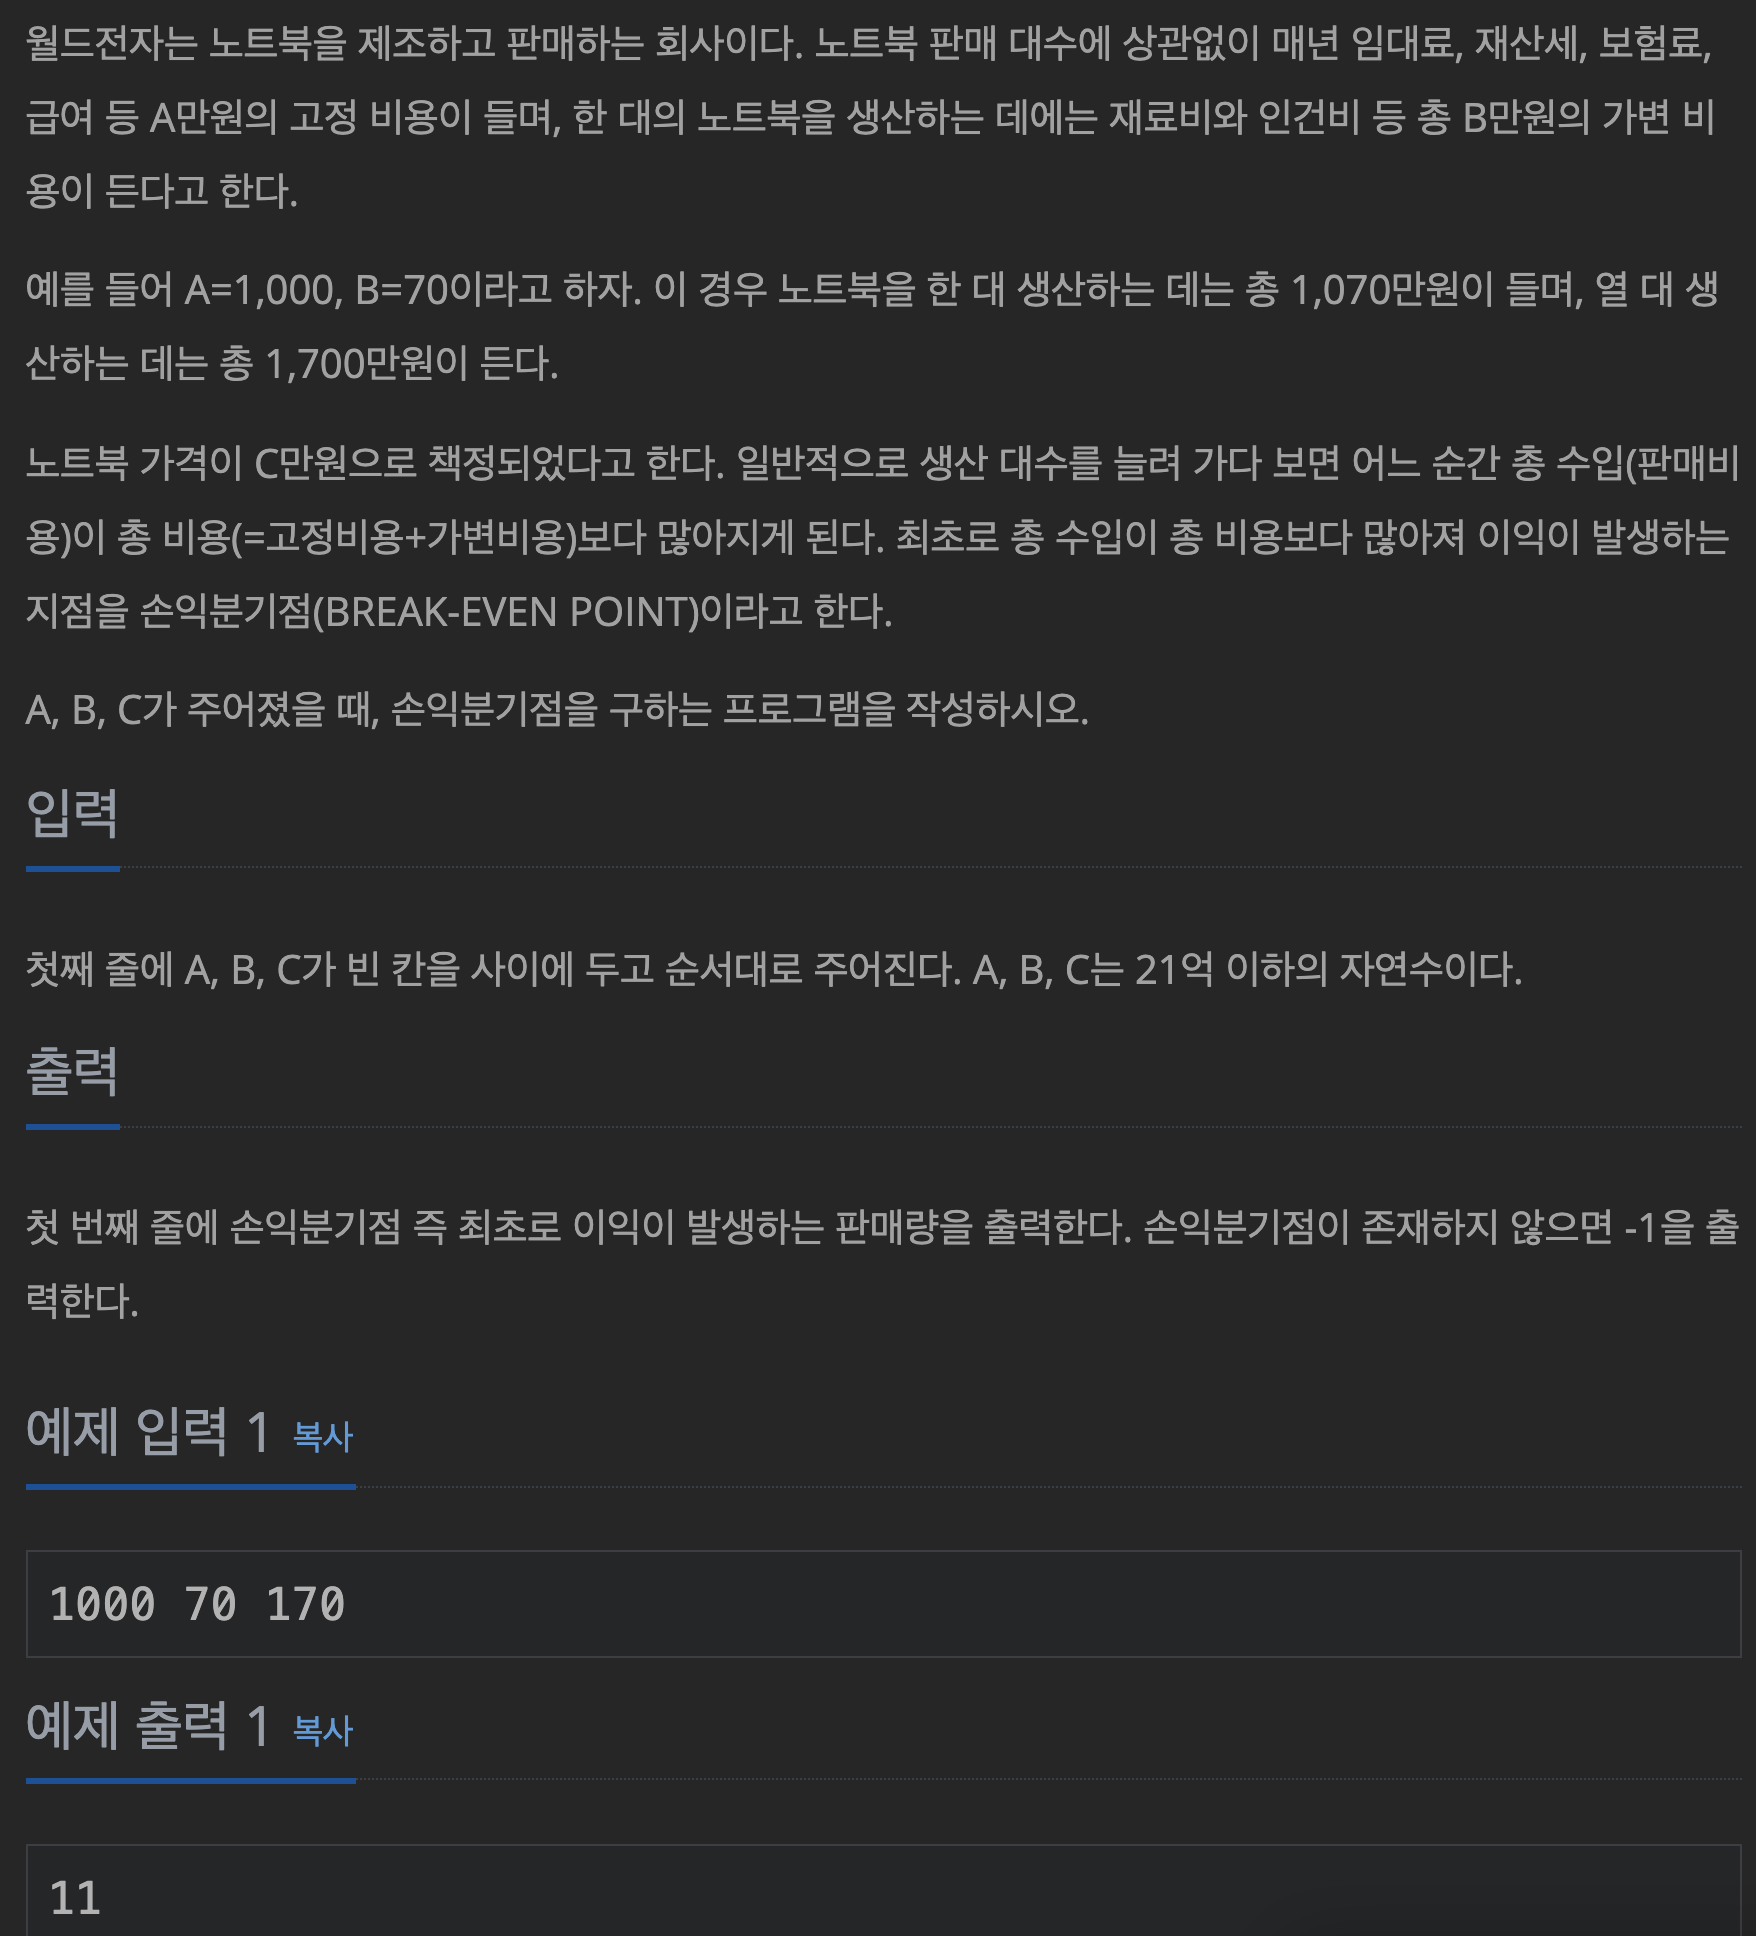 월드전자는 노트북을 제조하고 판매하는 회사이다. 노트북 판매 대수에 상관없이 매년 임대료, 재산세, 보험료,
급여 등 A만원의 고정 비용이 들며, 한 대의 노트북을 생산하는 데에는 재료비와 인건비 등 총 B만원의 가변 비
용이 든다고 한다.
예를 들어 A=1,000, B=70이라고 하자. 이 경우 노트북을 한 대 생산하는 데는 총 1,070만원이 들며, 열 대 생
산하는 데는 총 1,700만원이 든다.
노트북 가격이 C만원으로 책정되었다고 한다. 일반적으로 생산 대수를 늘려 가다 보면 어느 순간 총 수입(판매비
용)이 총 비용(=고정비용+가변비용)보다 많아지게 된다. 최초로 총 수입이 총 비용보다 많아져 이익이 발생하는
지점을 손익분기점(BREAK-EVEN POINT)이라고 한다.
A, B, C가 주어졌을 때, 손익분기점을 구하는 프로그램을 작성하시오.
입력
첫째 줄에 A, B, C가 빈 칸을 사이에 두고 순서대로 주어진다. A, B, C는 21억 이하의 자연수이다.
출력
첫 번째 줄에 손익분기점 즉 최초로 이익이 발생하는 판매량을 출력한다. 손익분기점이 존재하지 않으면 -1을 출
력한다.
예제 입력 1 복사
1000 70 170
예제 출력 1 복사
11